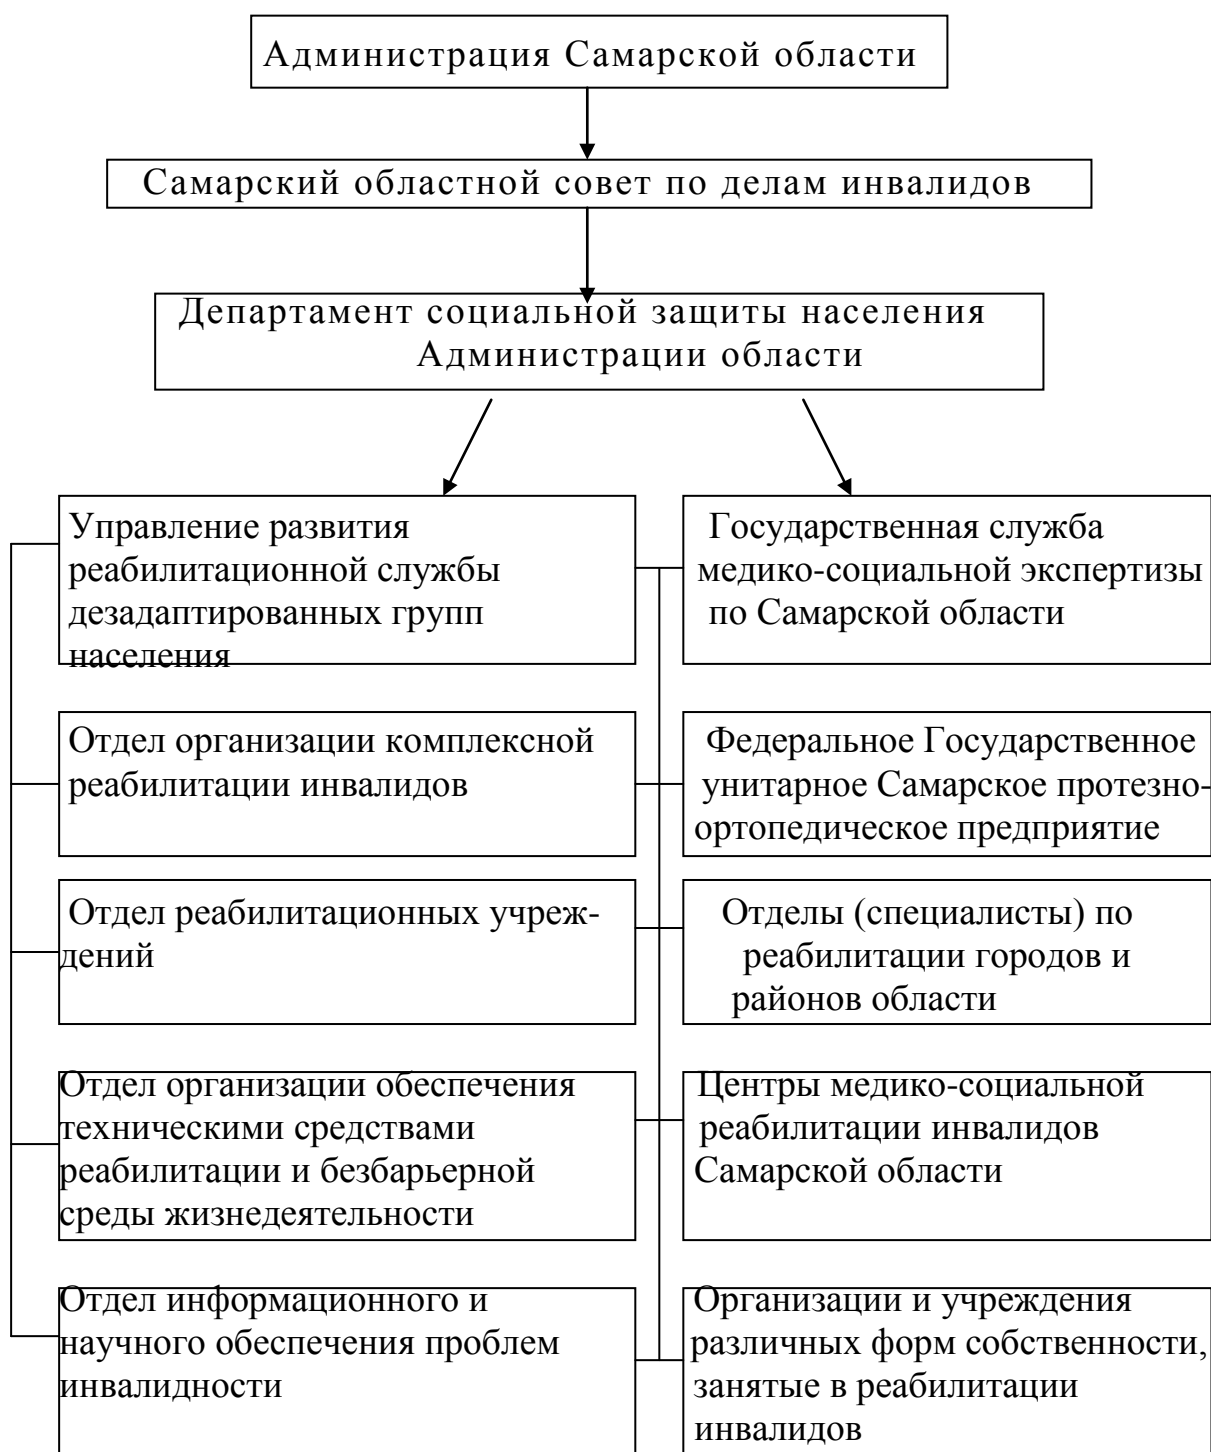 Администрация Самарской области
Самарский областной совет по делам инвалидов
Департамент социальной защиты населения
Администрации области
Управление развития
реабилитационной службы
дезадаптированных групп
населения
Государственная служба
медико-социальной экспертизы
по Самарской области
Отдел организации комплексной
реабилитации инвалидов
Федеральное Государственное
унитарное Самарское протезно-
ортопедическое предприятие
Отдел реабилитационных учреж-
дений
Отделы (специалисты) по
реабилитации городов и
районов области
Отдел организации обеспечения
техническими средствами
реабилитации и безбарьерной
среды жизнедеятельности
Центры медико-социальной
реабилитации инвалидов
Самарской области
Отдел информационного и
научного обеспечения проблем
инвалидности
Организации и учреждения
различных форм собственности,
занятые в реабилитации
инвалидов